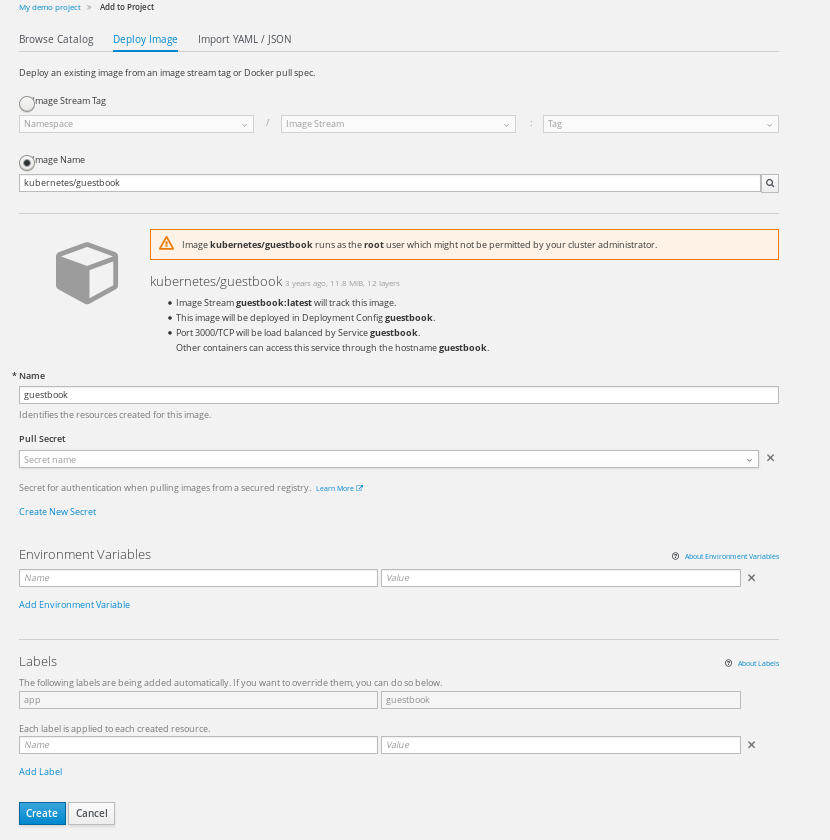 My demo project » Add to Project
Browse Catalog Deploy Image Import YAML / JSON
Deploy an existing image from an image stream tag or Docker pull spec.
Image Stream Tag
Namespace / Image Stream : Tag
Image Name
kubernetes/guestbook
Image kubernetes/guestbook runs as the root user which might not be permitted by your cluster administrator.
kubernetes/guestbook 3 years ago, 11.8 MiB, 12 layers
• Image Stream guestbook:latest will track this image.
• This image will be deployed in Deployment Config guestbook.
• Port 3000/TCP will be load balanced by Service guestbook.
Other containers can access this service through the hostname guestbook.
* Name
guestbook
Identifies the resources created for this image.
Pull Secret
Secret name ×
Secret for authentication when pulling images from a secured registry. Learn More
Create New Secret
Environment Variables ? About Environment Variables
Name Value ×
Add Environment Variable
Labels ? About Labels
The following labels are being added automatically. If you want to override them, you can do so below.
app guestbook
Each label is applied to each created resource.
Name Value ×
Add Label
Create Cancel